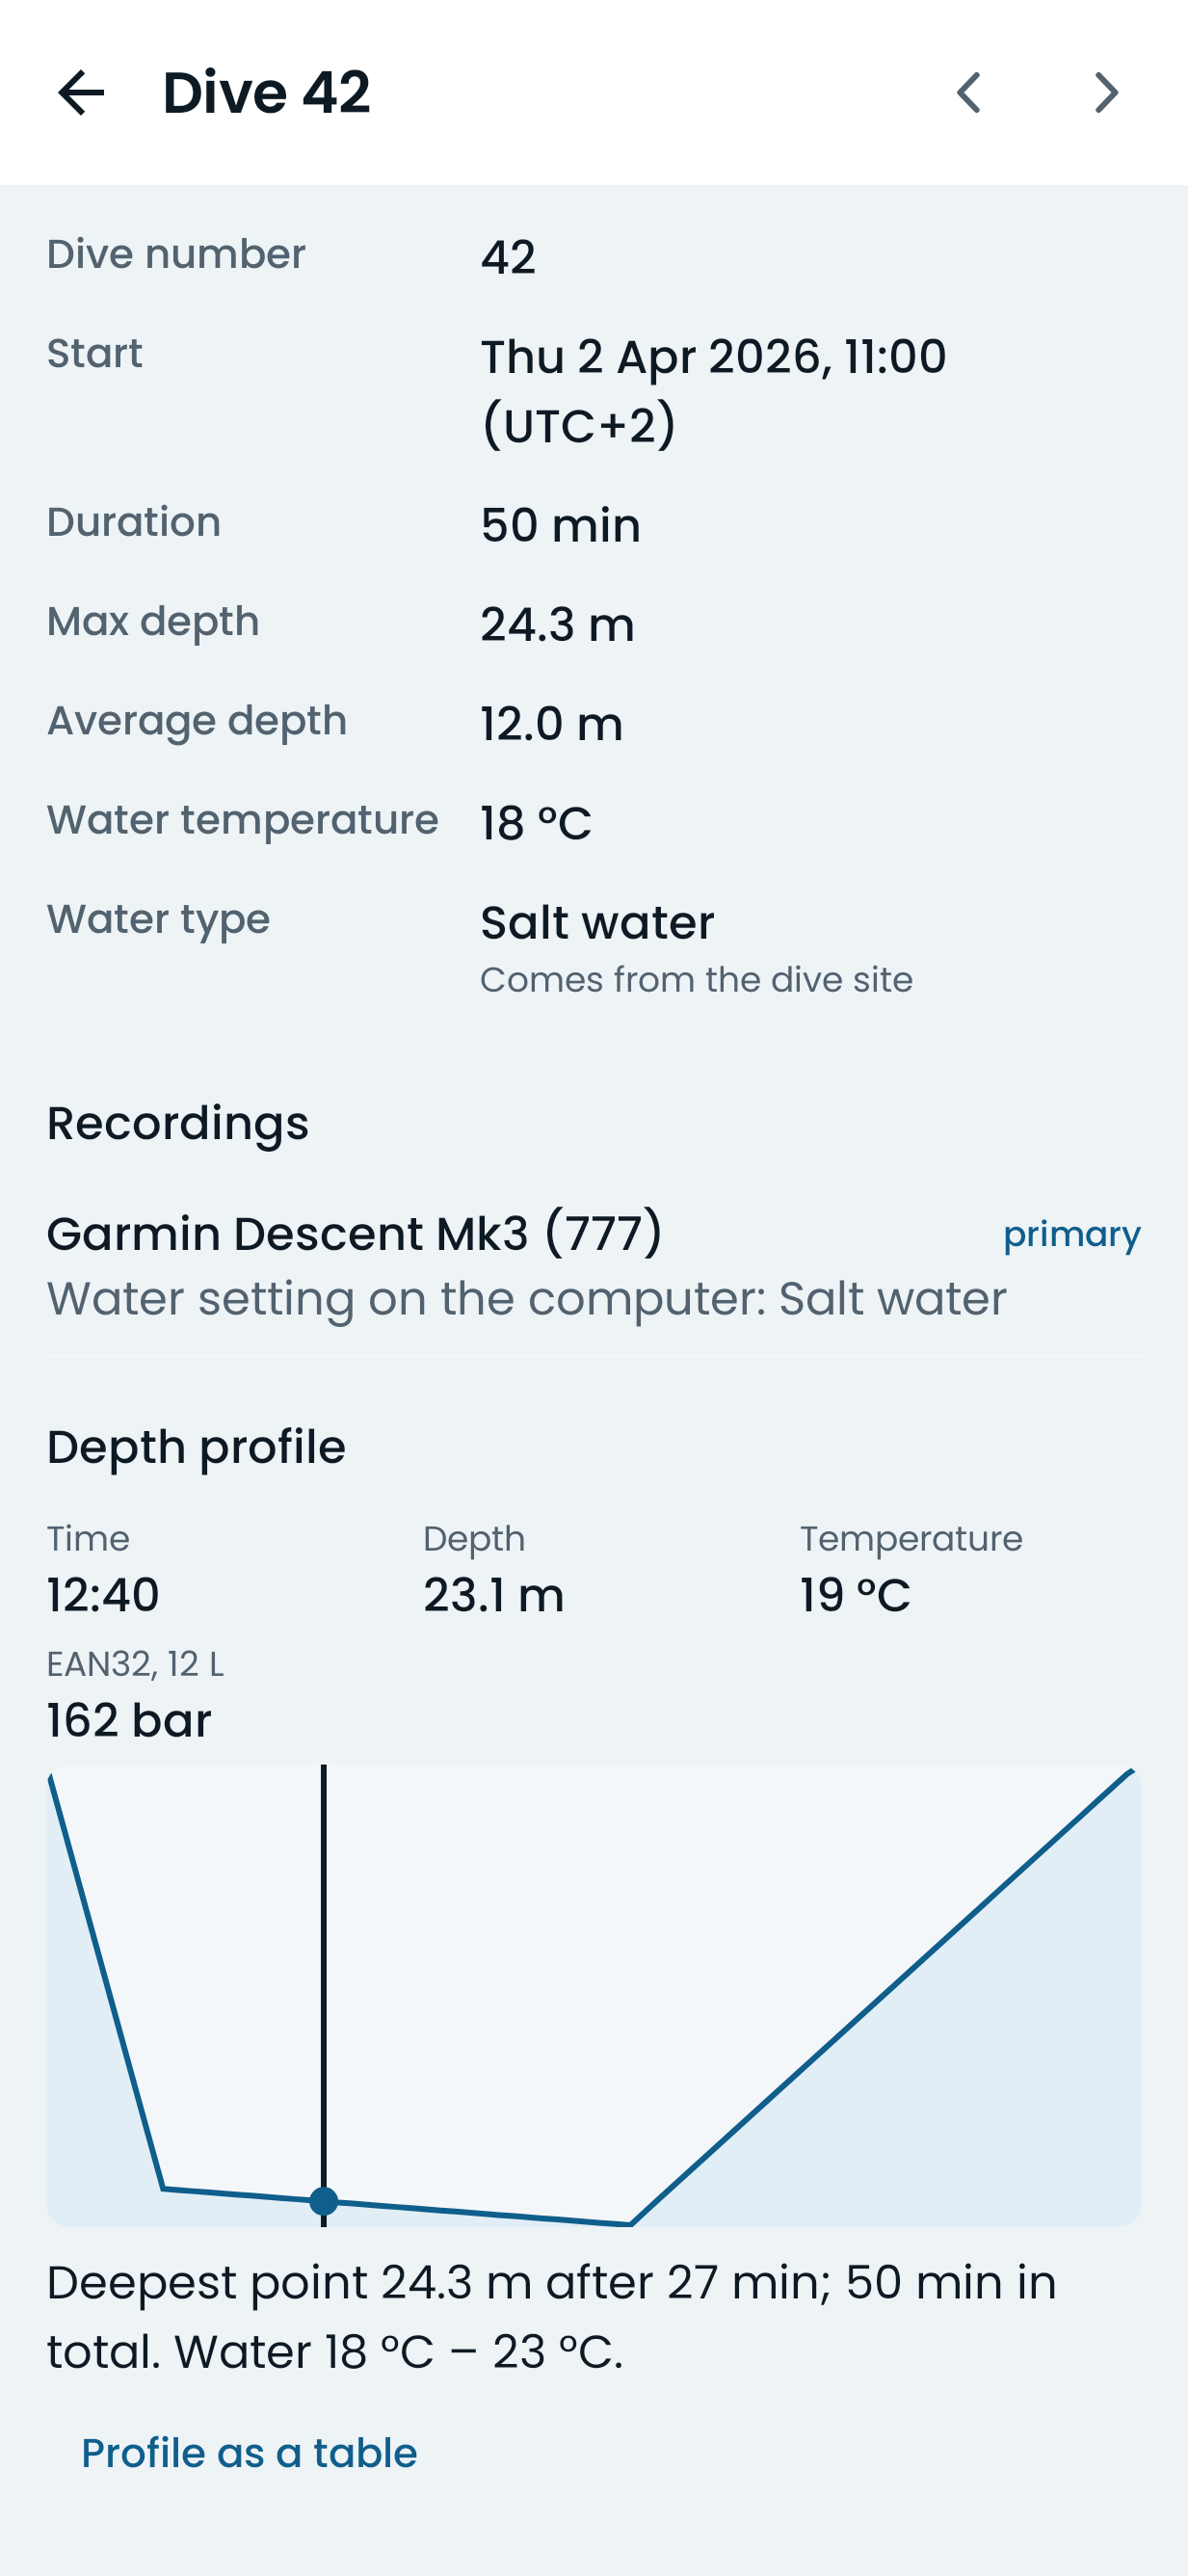 Dive 42
Dive number 42
Start Thu 2 Apr 2026, 11:00
(UTC+2)
Duration 50 min
Max depth 24.3 m
Average depth 12.0 m
Water temperature 18 °C
Water type Salt water
Comes from the dive site
Recordings
Garmin Descent Mk3 (777) primary
Water setting on the computer: Salt water
Depth profile
Time Depth Temperature
12:40 23.1 m 19 °C
EAN32, 12 L
162 bar
Deepest point 24.3 m after 27 min; 50 min in
total. Water 18 °C – 23 °C.
Profile as a table